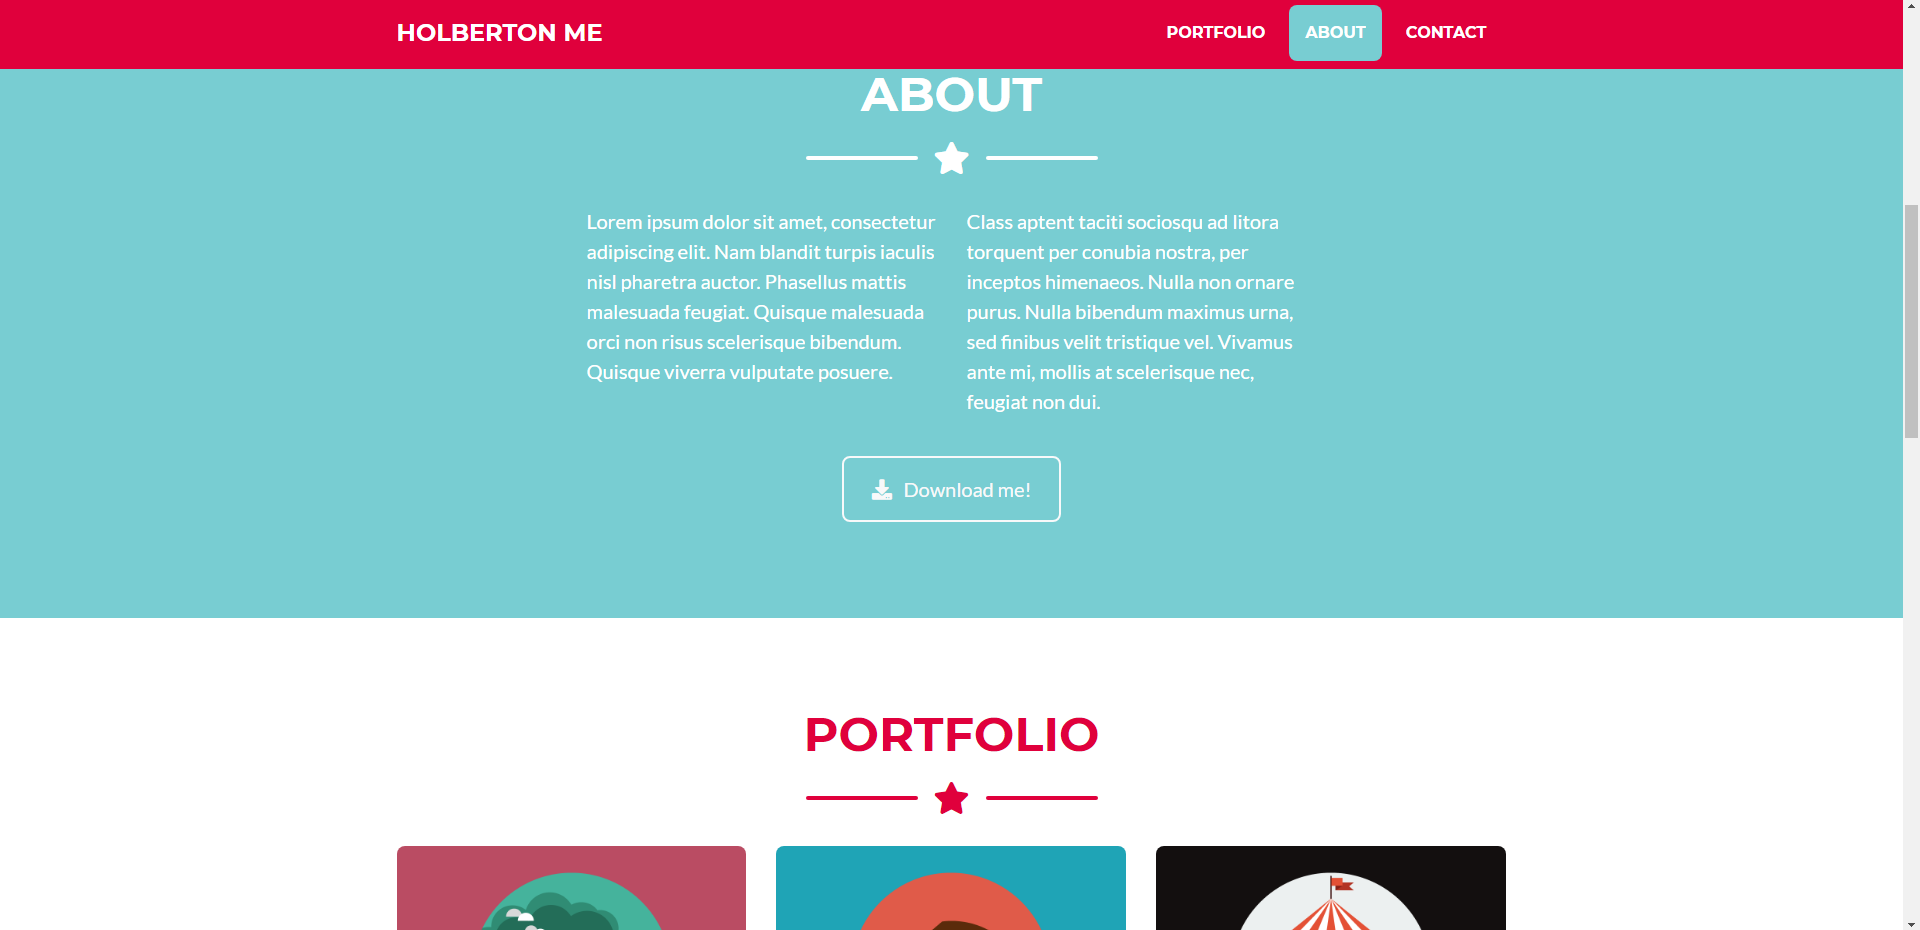 HOLBERTON ME
PORTFOLIO
ABOUT
CONTACT
ABOUT
Lorem ipsum dolor sit amet, consectetur
adipiscing elit. Nam blandit turpis iaculis
nisl pharetra auctor. Phasellus mattis
malesuada feugiat. Quisque malesuada
orci non risus scelerisque bibendum.
Quisque viverra vulputate posuere.
Class aptent taciti sociosqu ad litora
torquent per conubia nostra, per
inceptos himenaeos. Nulla non ornare
purus. Nulla bibendum maximus urna,
sed finibus velit tristique vel. Vivamus
ante mi, mollis at scelerisque nec,
feugiat non dui.
Download me!
PORTFOLIO